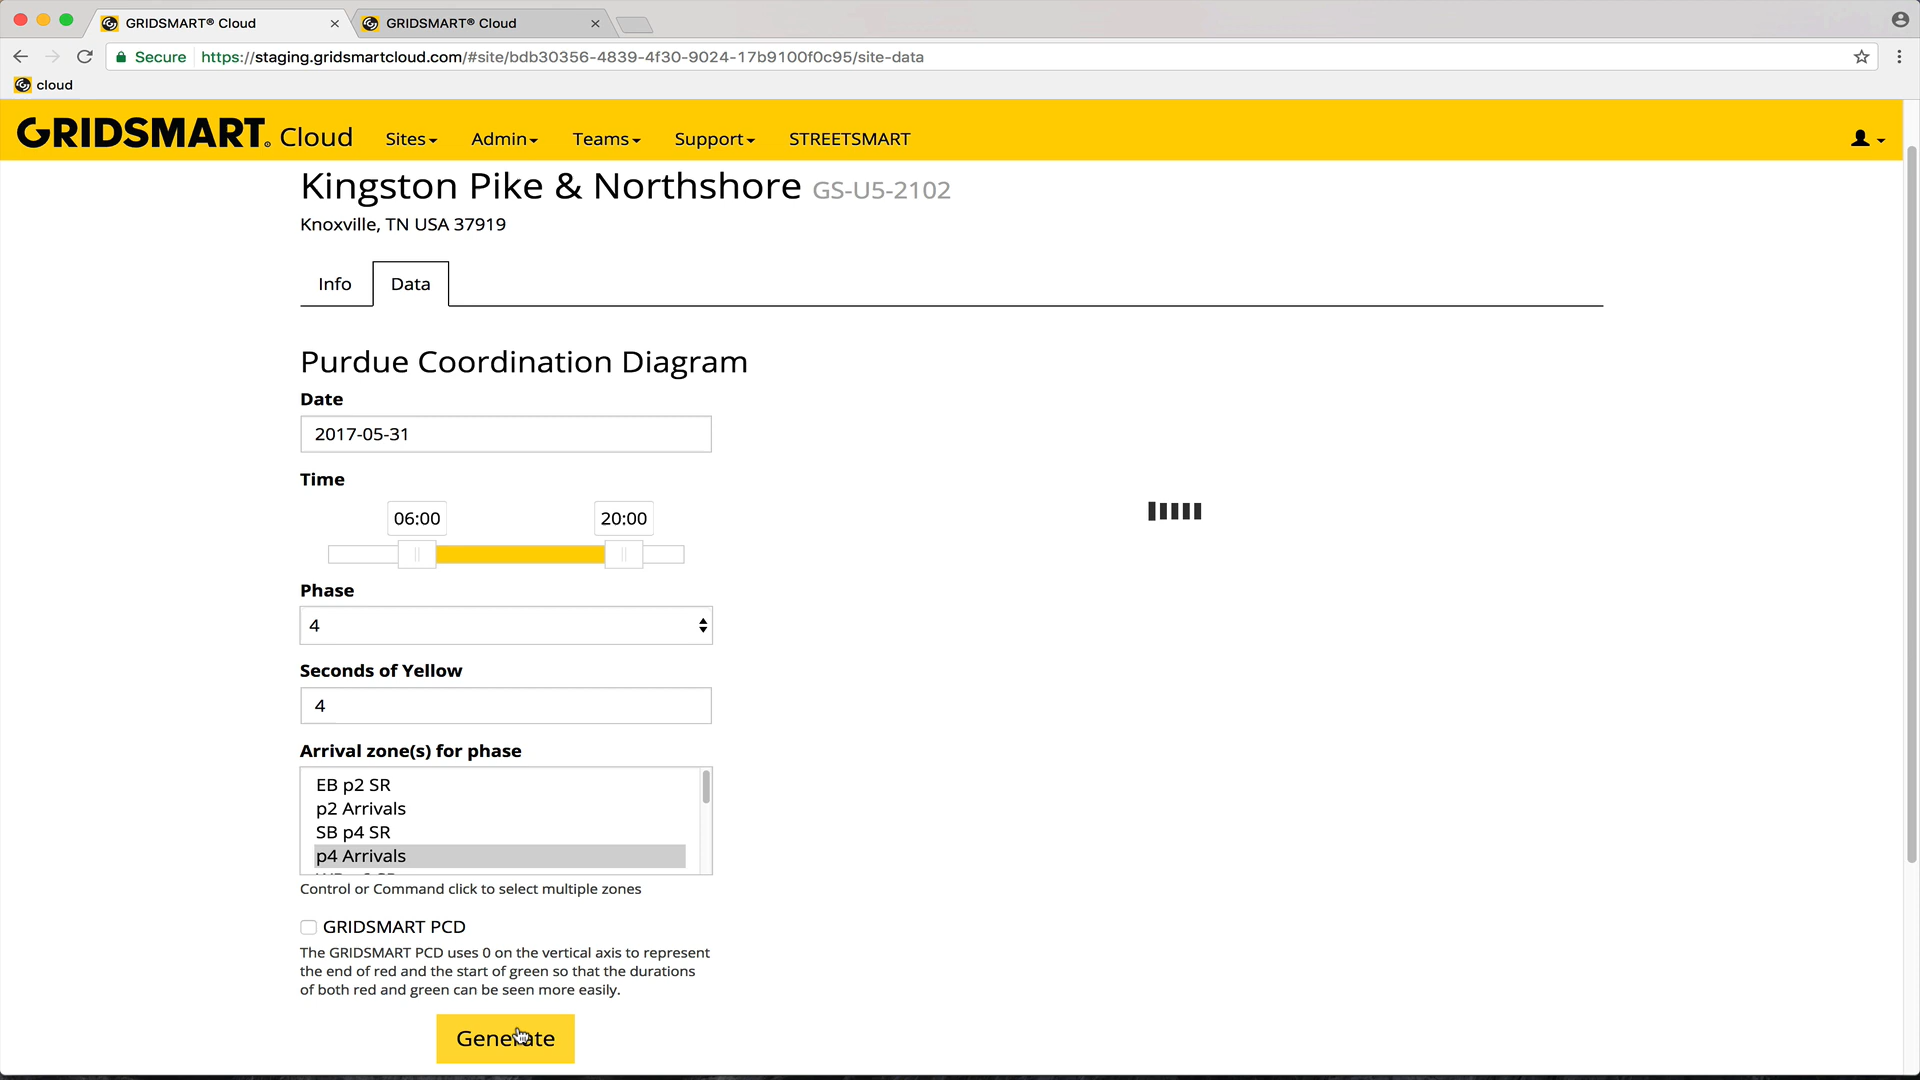 GRIDSMART® Cloud
GRIDSMART® Cloud
Secure https://staging.gridsmartcloud.com/#site/bdb30356-4839-4f30-9024-17b9100f0c95/site-data
cloud
GRIDSMART® Cloud Sites Admin Teams Support STREETSMART
Kingston Pike & Northshore GS-U5-2102
Knoxville, TN USA 37919
Info Data
Purdue Coordination Diagram
Date
2017-05-31
Time
06:00 20:00
Phase
4
Seconds of Yellow
4
Arrival zone(s) for phase
EB p2 SR
p2 Arrivals
SB p4 SR
p4 Arrivals
Control or Command click to select multiple zones
GRIDSMART PCD
The GRIDSMART PCD uses 0 on the vertical axis to represent
the end of red and the start of green so that the durations
of both red and green can be seen more easily.
Generate